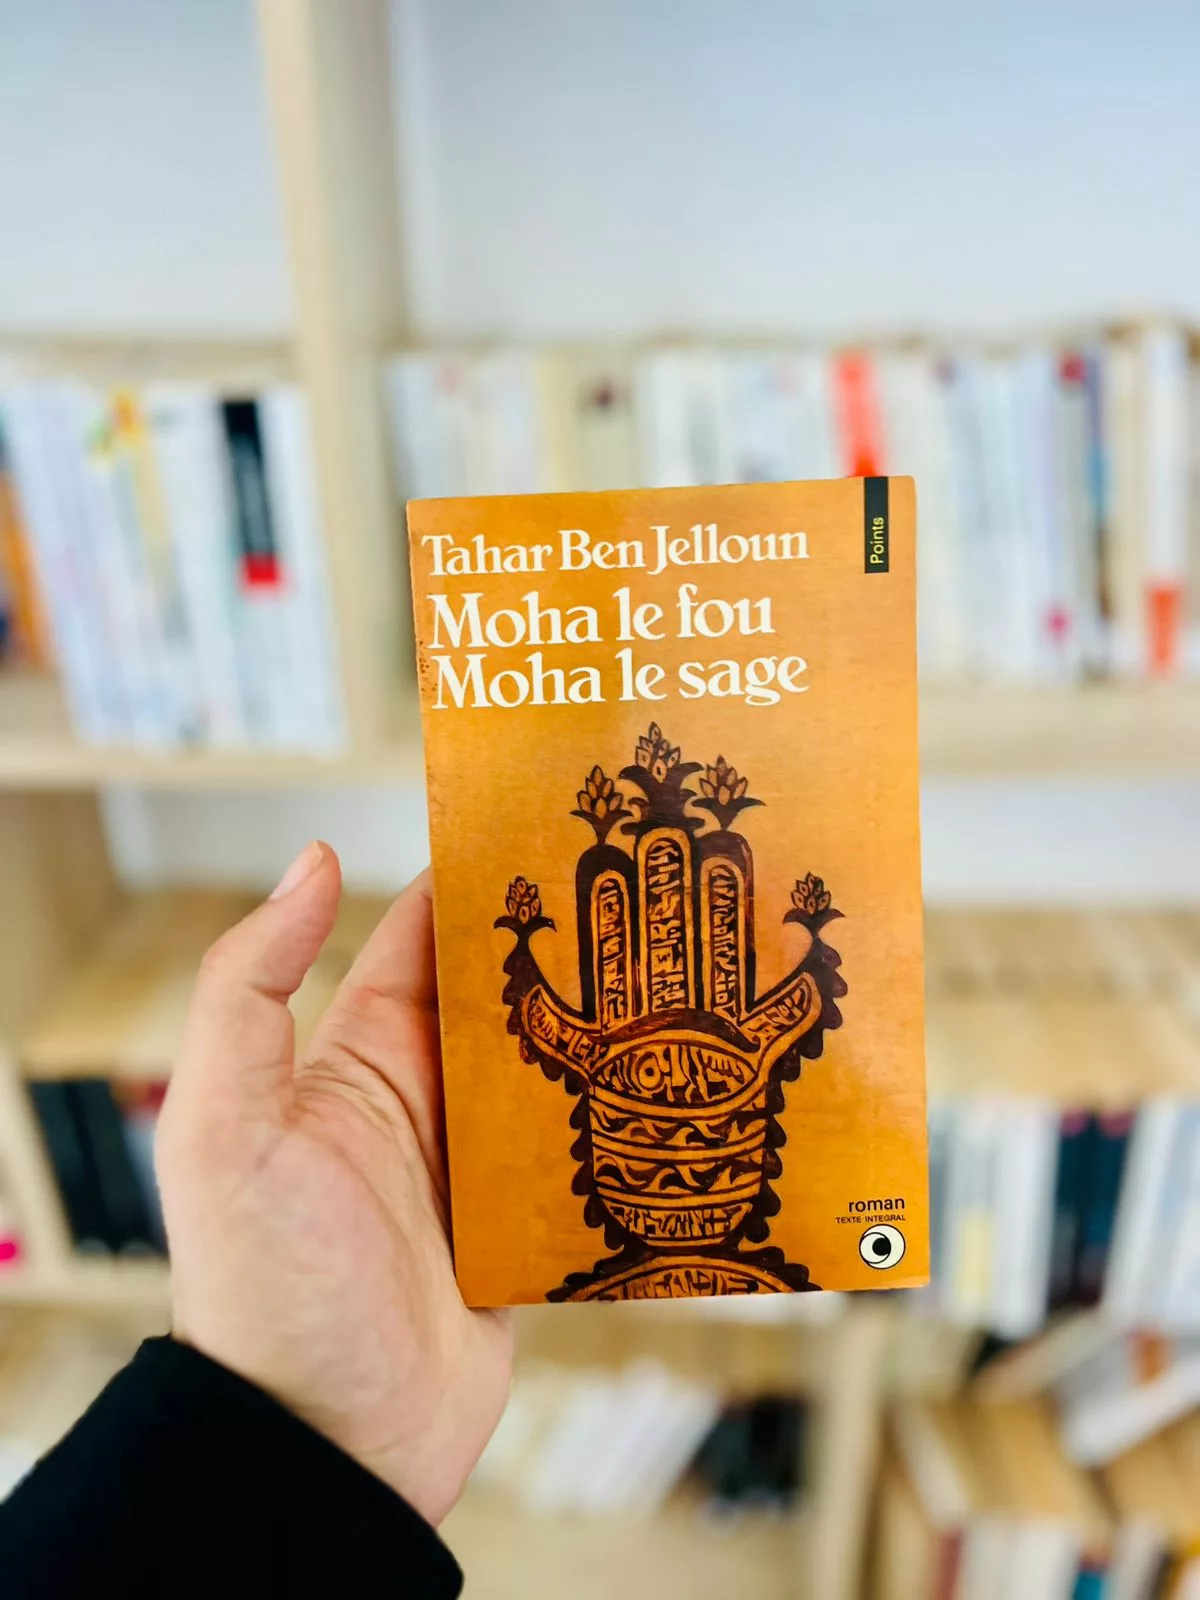 Tahar Ben Jelloun
Moha le fou
Moha le sage
Points
roman
TEXTE INTEGRAL